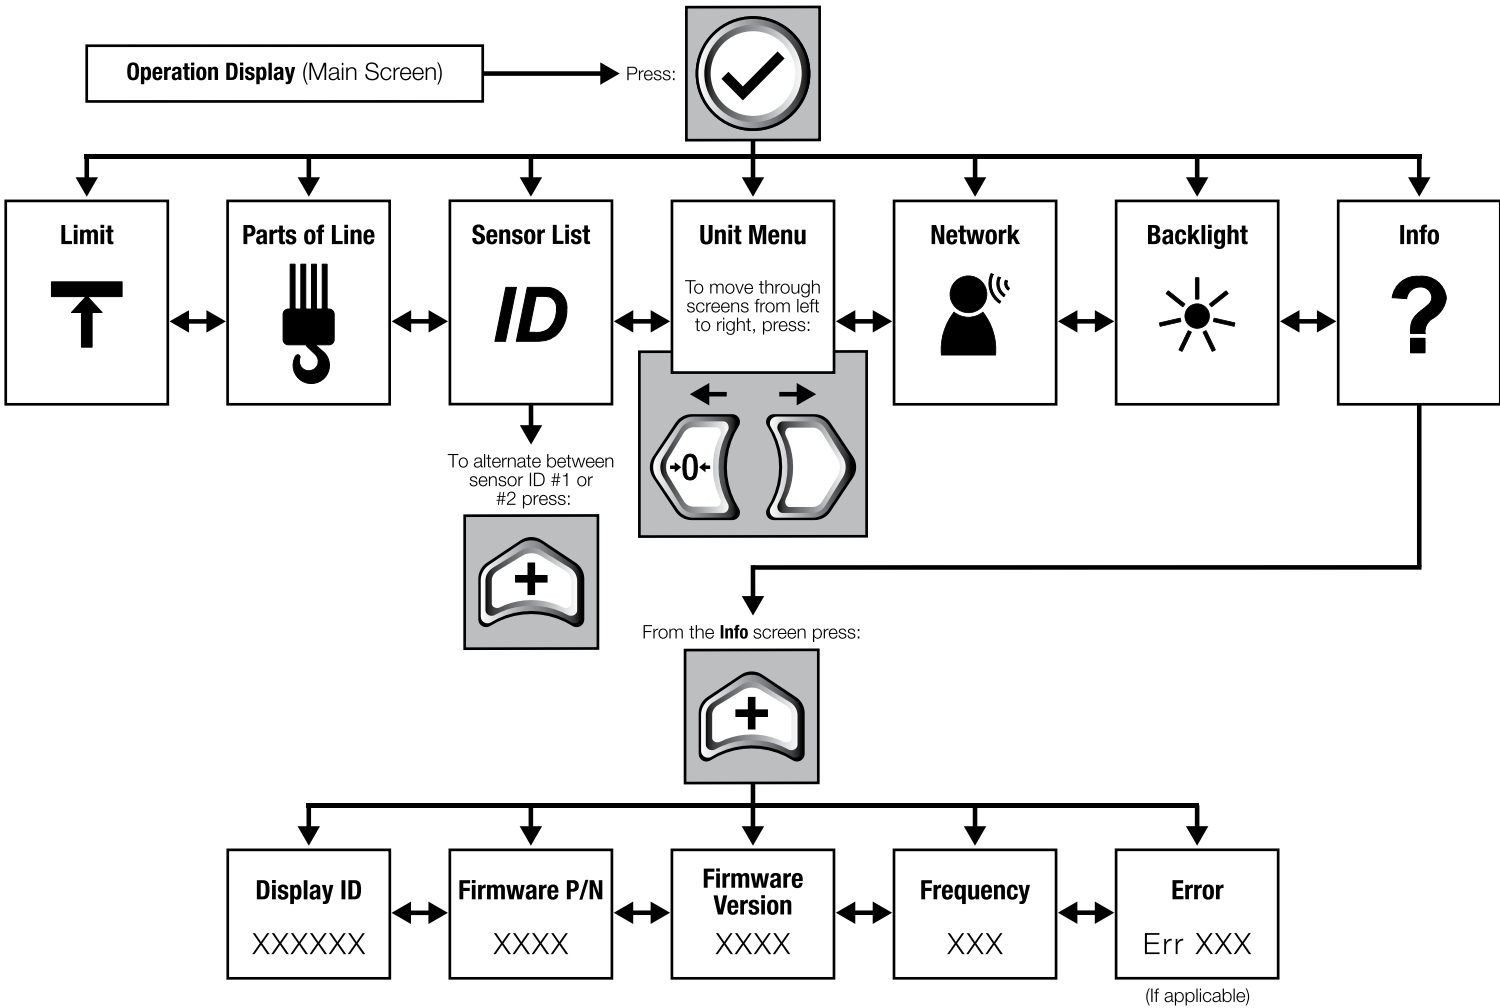 Operation Display (Main Screen)
Press:
Limit
Parts of Line
Sensor List
Unit Menu
Network
Backlight
Info
ID
To move through
screens from left
to right, press:
?
0
To alternate between
sensor ID #1 or
#2 press:
+
From the Info screen press:
+
Display ID
XXXXXX
Firmware P/N
XXXX
Firmware
Version
XXXX
Frequency
XXX
Error
Err XXX
(If applicable)